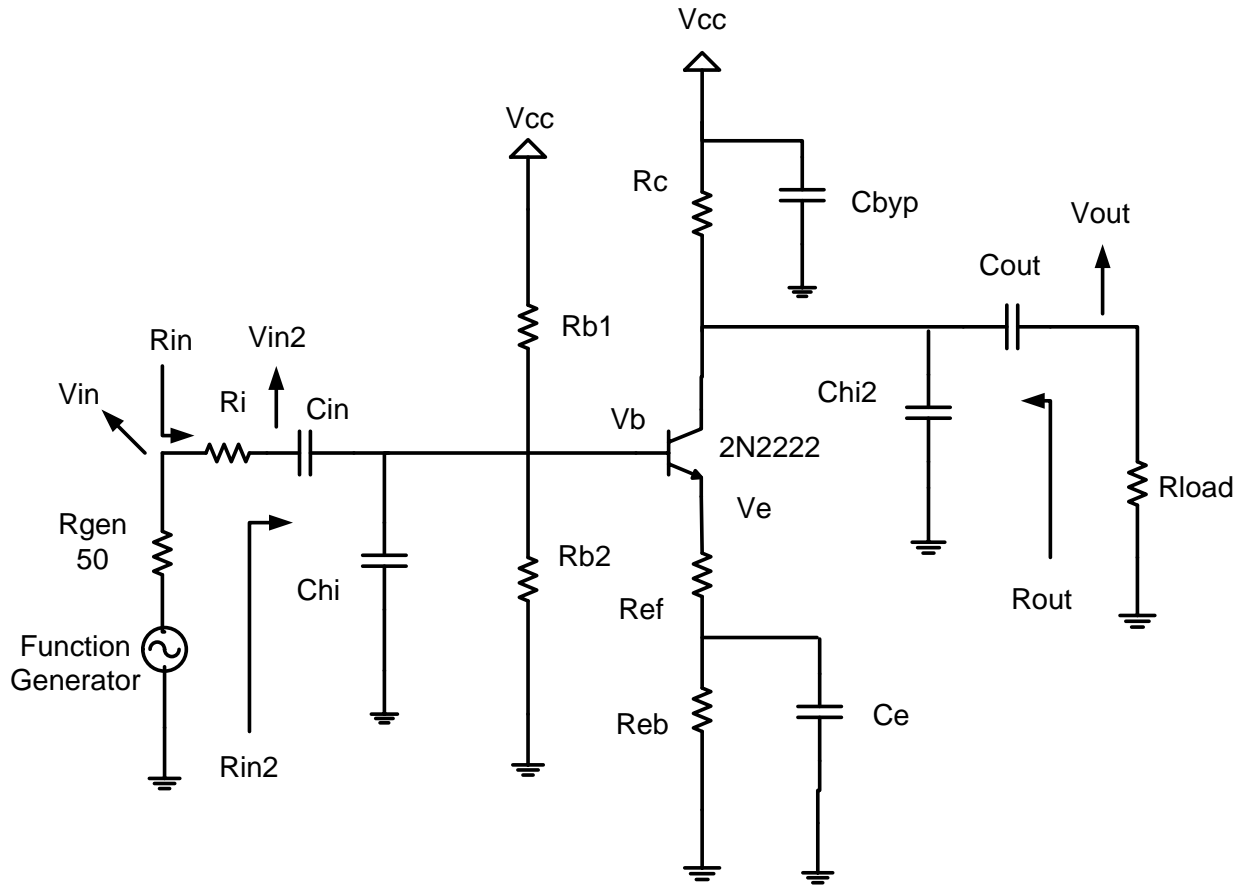 Vcc
Vcc
Rc
Cbyp
Vout
Cout
Rb1
Rin
Vin2
Vin
Ri
Cin
Chi2
Vb
2N2222
Ve
Rload
Rgen
50
Chi
Rb2
Ref
Rout
Function
Generator
Reb
Ce
Rin2